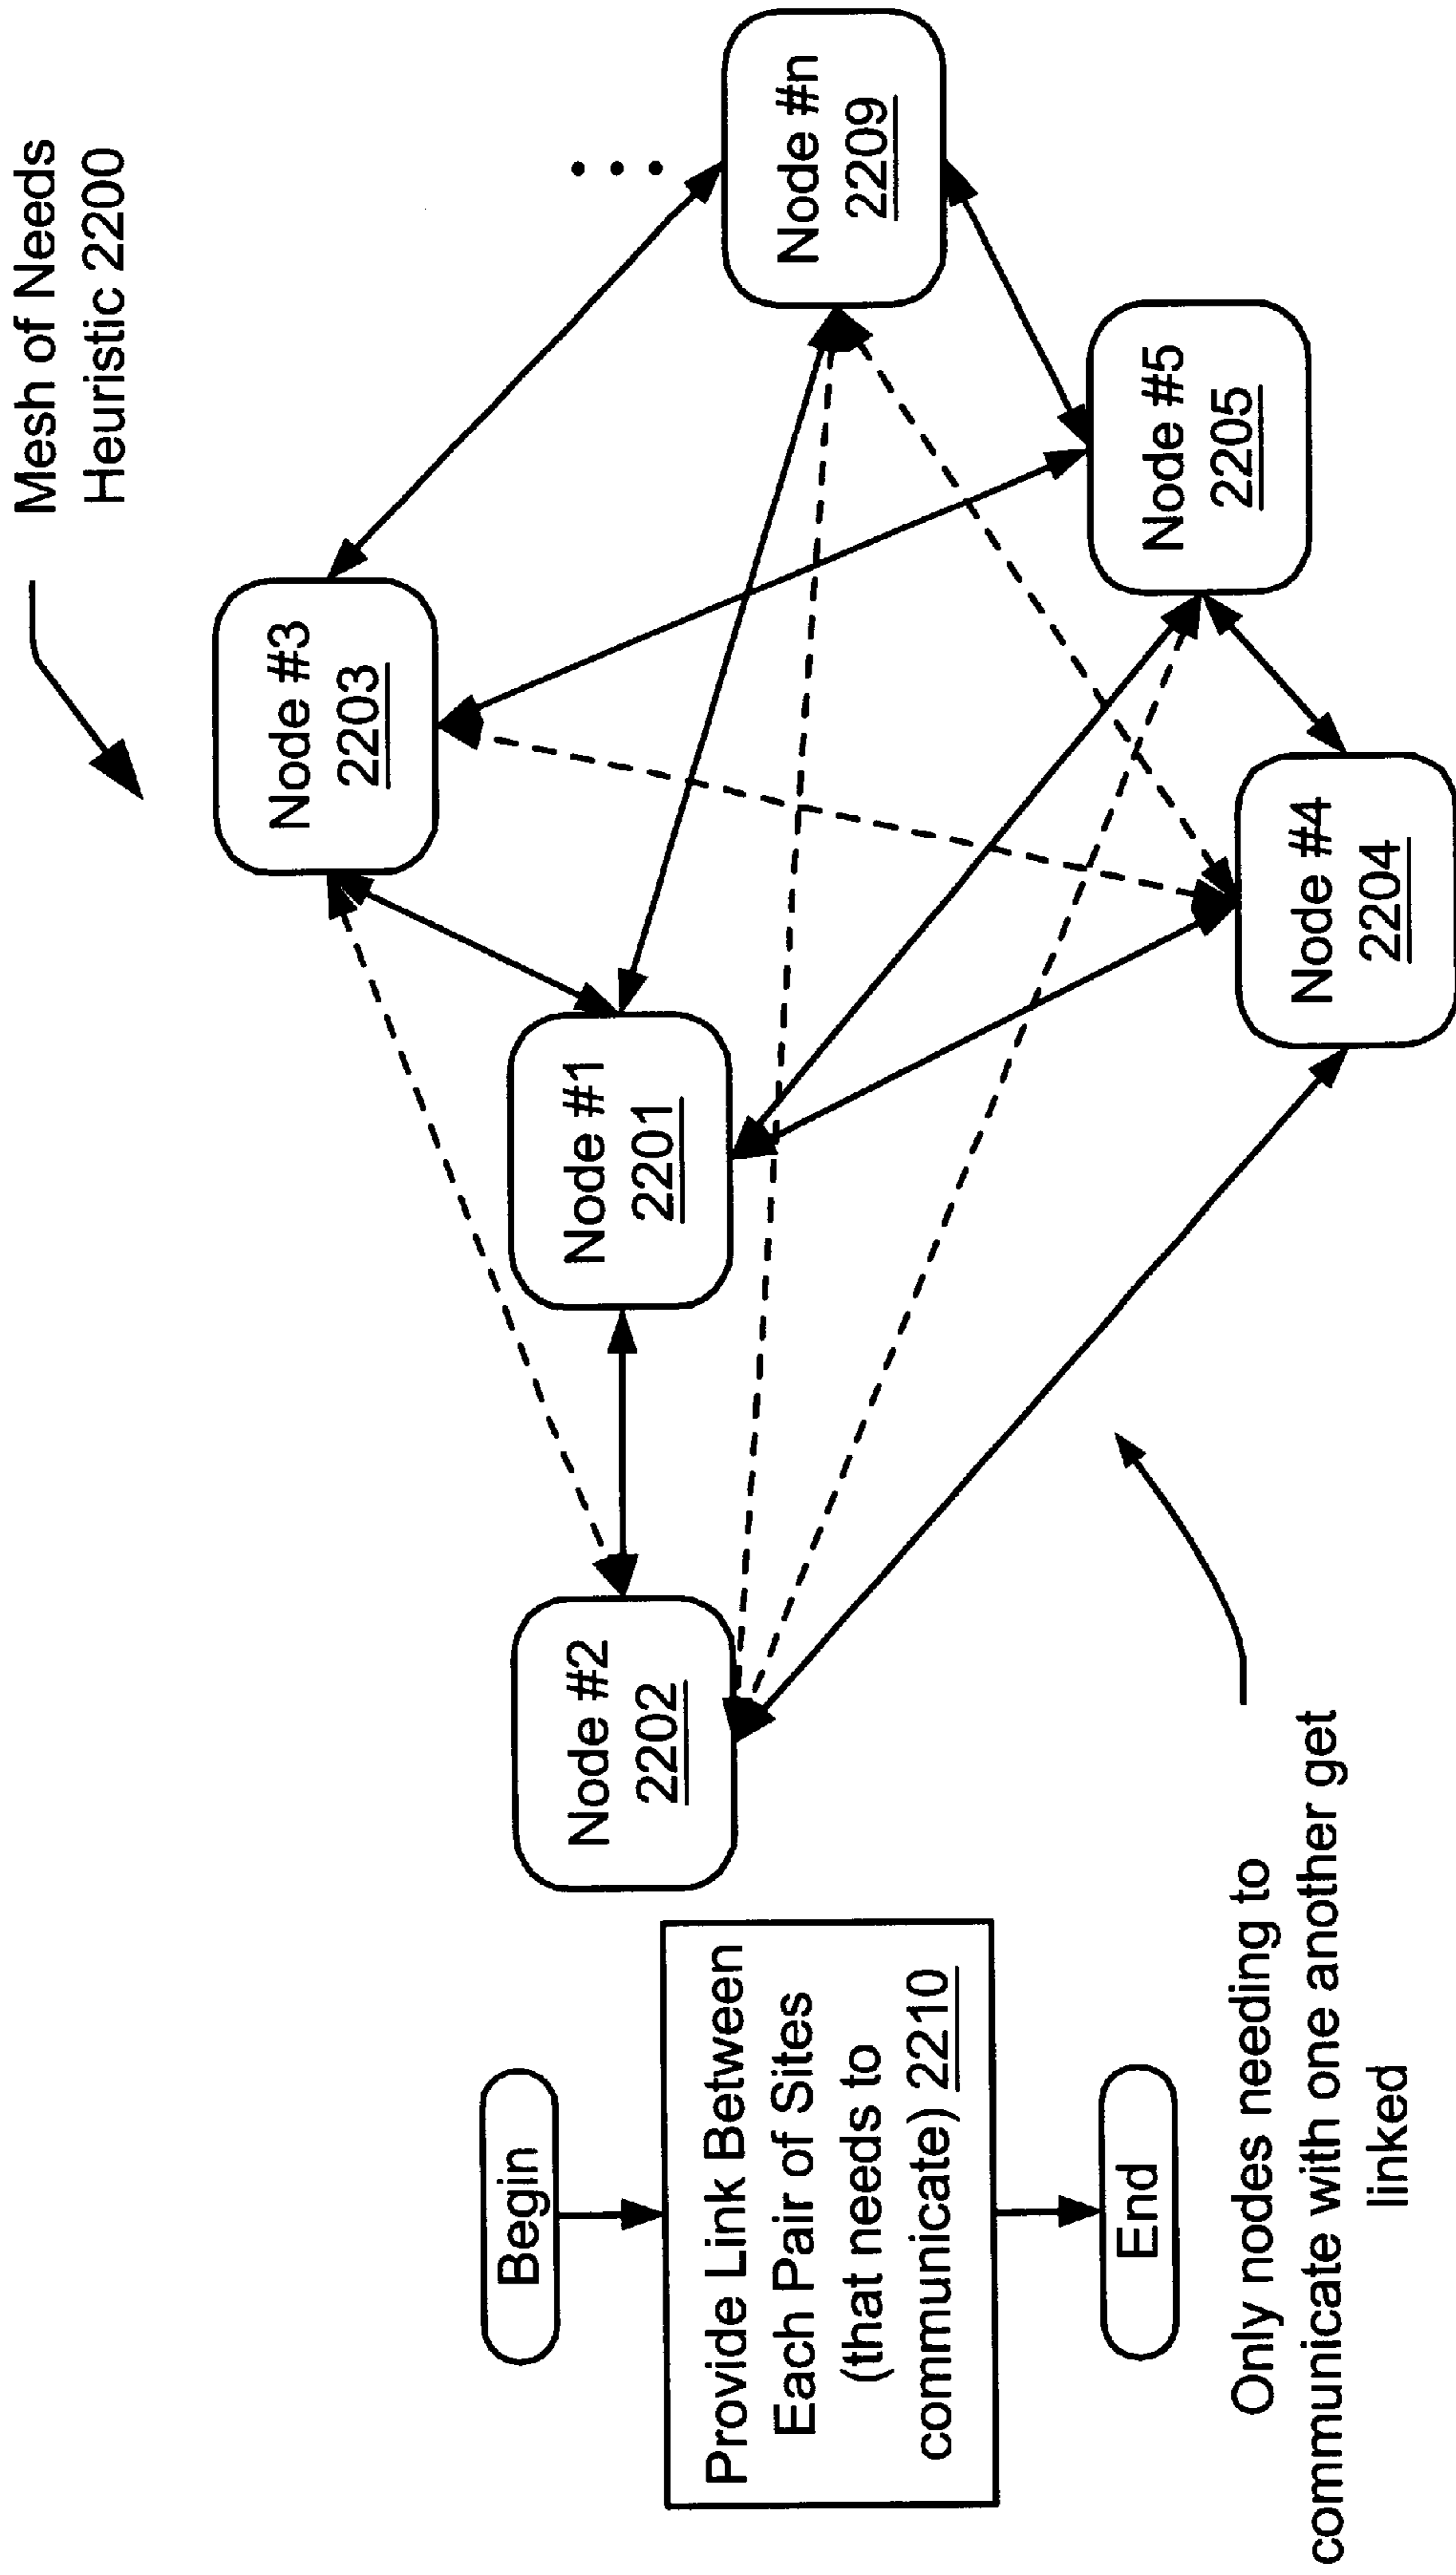 Mesh of Needs
Heuristic 2200
Begin
Provide Link Between
Each Pair of Sites
(that needs to
communicate) 2210
End
Node #2
2202
Node #1
2201
Node #3
2203
Node #n
2209
Node #5
2205
Node #4
2204
Only nodes needing to
communicate with one another get
linked